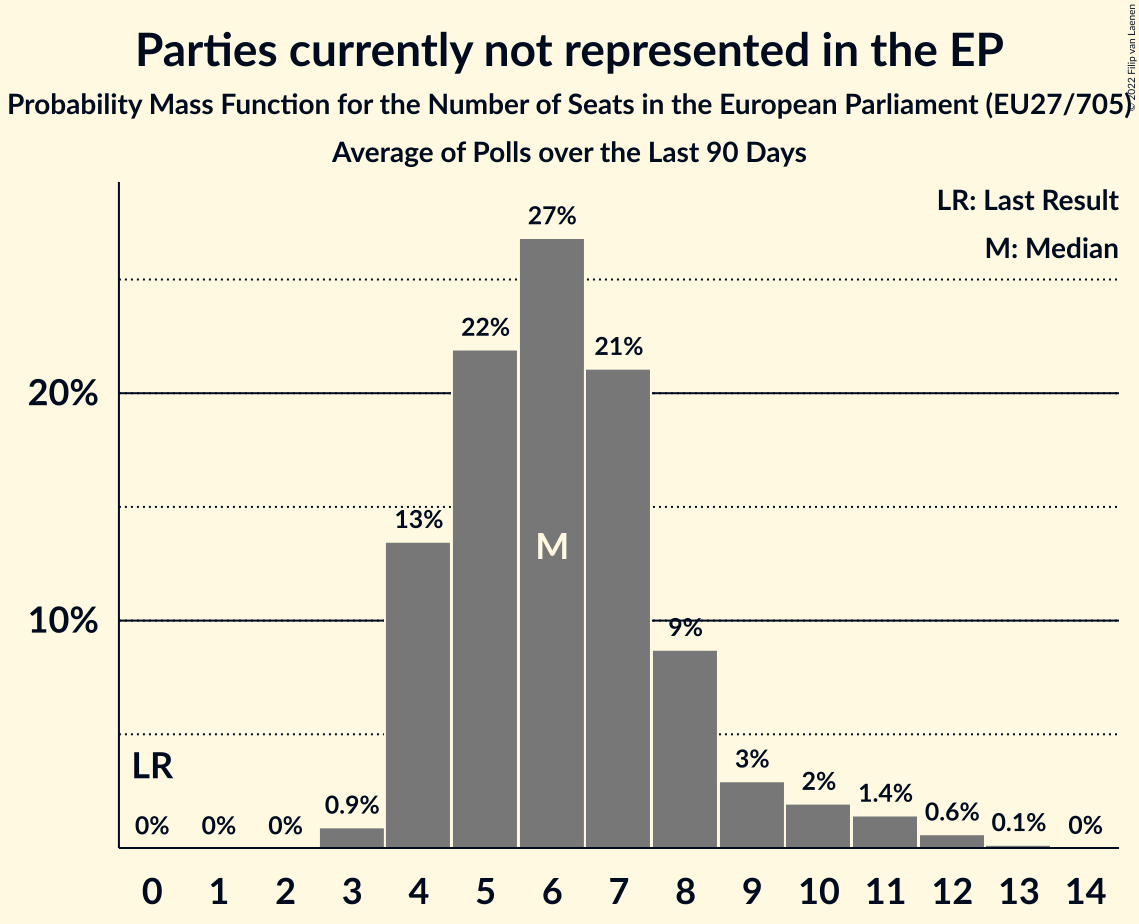 Parties currently not represented in the EP
Probability Mass Function for the Number of Seats in the European Parliament (EU27/705)
Average of Polls over the Last 90 Days
© 2022 Filip van Laenen
LR: Last Result
M: Median
27%
22%
21%
20%
13%
M
10%
9%
LR
3%
2%
1.4%
0.9%
0.6%
0.1%
0% 0% 0% 0%
0 1 2 3 4 5 6 7 8 9 10 11 12 13 14